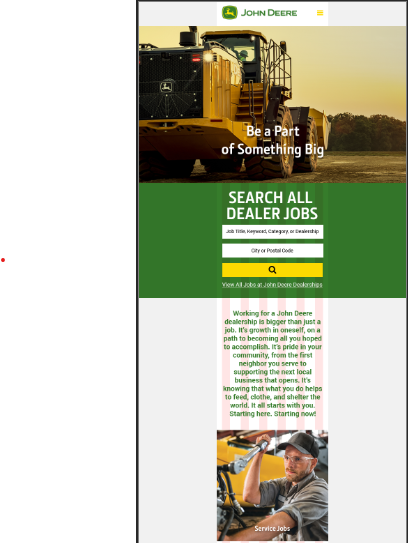 JOHN DEERE
Be a Part
of Something Big
SEARCH ALL
DEALER JOBS
Job Title, Keyword, Category, or Dealership
City or Postal Code
View All Jobs at John Deere Dealerships
Working for a John Deere
dealership is bigger than just a
job. It's growth in oneself, on a
path to becoming all you hoped
to accomplish. It's pride in your
community, from the first
neighbor you serve to
supporting the next local
business that opens. It's
knowing that what you do helps
to feed, clothe, and shelter the
world. It all starts with you.
Starting here. Starting now!
Service Jobs